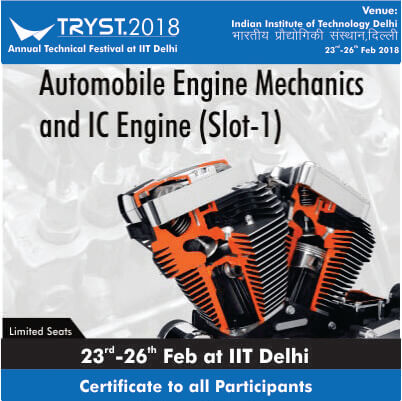 TRYST.2018
Annual Technical Festival at IIT Delhi
Venue:
Indian Institute of Technology Delhi
भारतीय प्रौद्योगिकी संस्थान,दिल्ली
23rd-26th Feb 2018
Automobile Engine Mechanics
and IC Engine (Slot-1)
Limited Seats
23rd-26th Feb at IIT Delhi
Certificate to all Participants